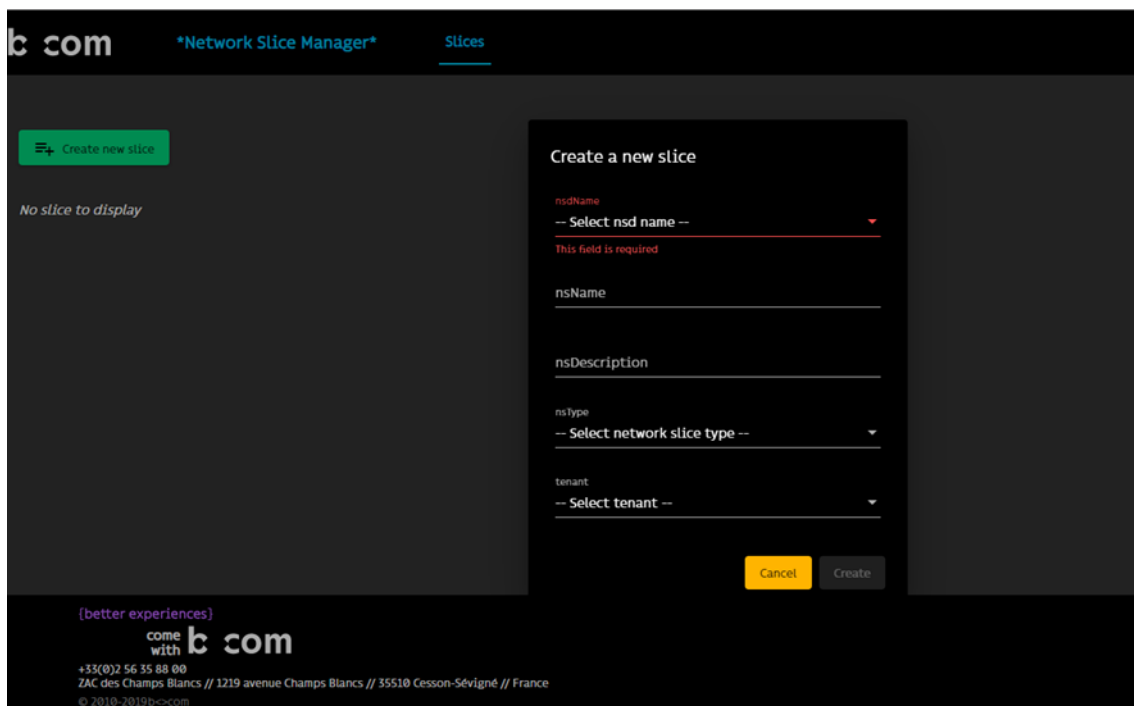 b com *Network Slice Manager* Slices
Create new slice
No slice to display
Create a new slice
nsdName
-- Select nsd name --
This field is required
nsName
nsDescription
nsType
-- Select network slice type --
tenant
-- Select tenant --
Cancel Create
{better experiences}
come with b com
+33(0)2 56 35 88 00
ZAC des Champs Blancs // 1219 avenue Champs Blancs // 35510 Cesson-Sévigné // France
© 2010-2019b<>com